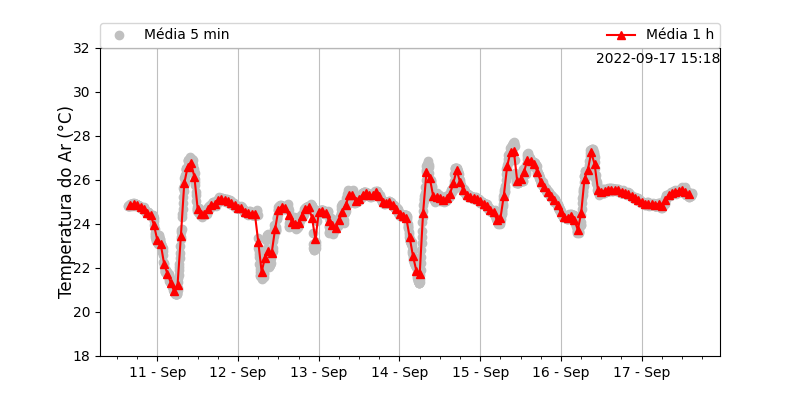 Média 5 min
Média 1 h
2022-09-17 15:18
Temperatura do Ar (°C)
32
30
28
26
24
22
20
18
11 - Sep
12 - Sep
13 - Sep
14 - Sep
15 - Sep
16 - Sep
17 - Sep